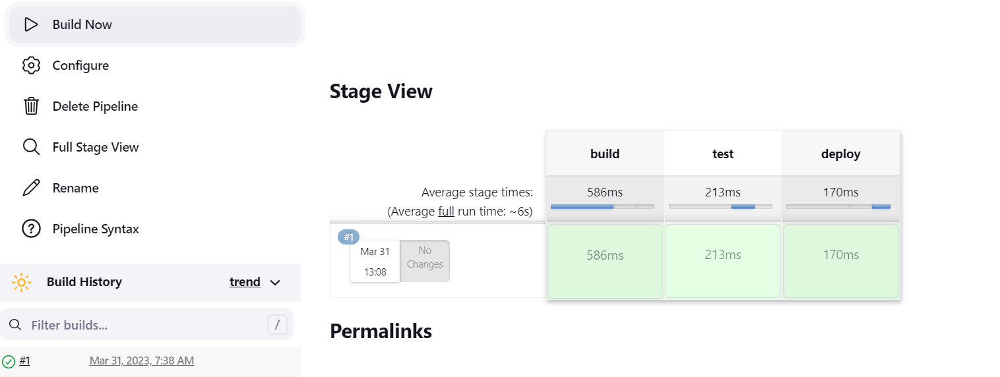 Build Now
Configure
Delete Pipeline
Full Stage View
Rename
Pipeline Syntax
Build History
trend
Filter builds...
/
#1
Mar 31, 2023, 7:38 AM
Stage View
build
test
deploy
Average stage times:
586ms
213ms
170ms
(Average full run time: ~6s)
#1
Mar 31
13:08
No
Changes
586ms
213ms
170ms
Permalinks